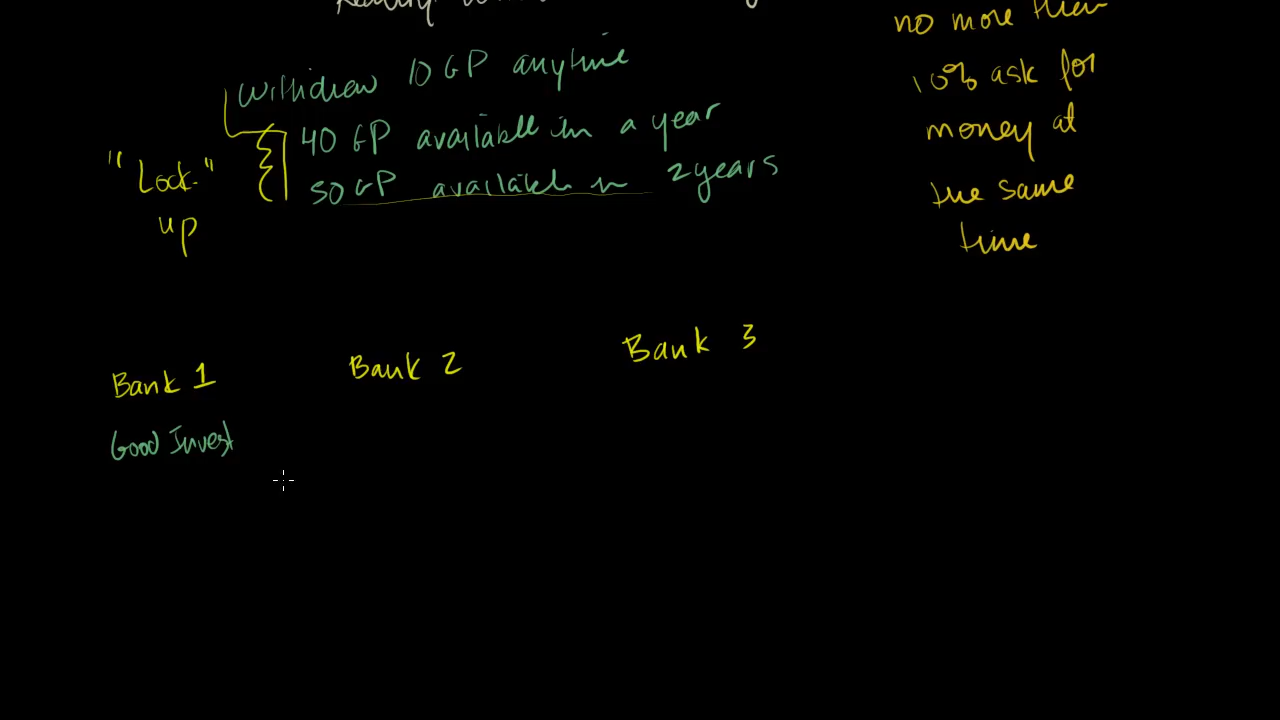 no more than
withdraw 10 GP anytime
10% ask for
40 GP available in a year
money at
"Lock-"
50 GP available in 2 years
the same
up
time
Bank 1 Bank 2 Bank 3
Good Invest